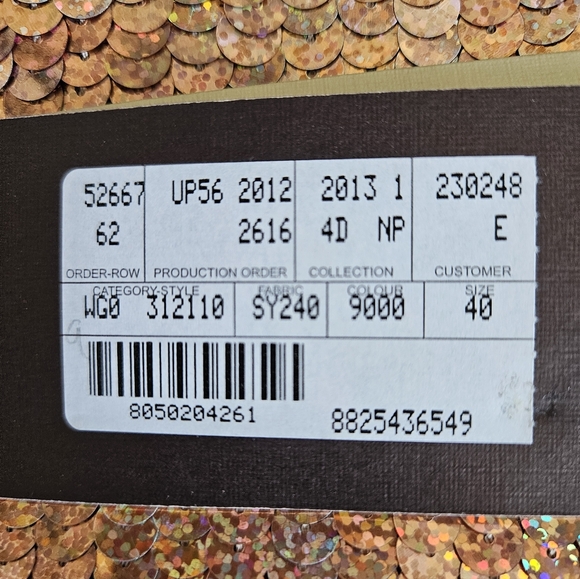 52667 UP56 2012 2013 1 230248
62 2616 4D NP E
ORDER-ROW PRODUCTION ORDER COLLECTION CUSTOMER
CATEGORY-STYLE FABRIC COLOUR SIZE
WG0 312110 SY240 9000 40
8050204261 8825436549